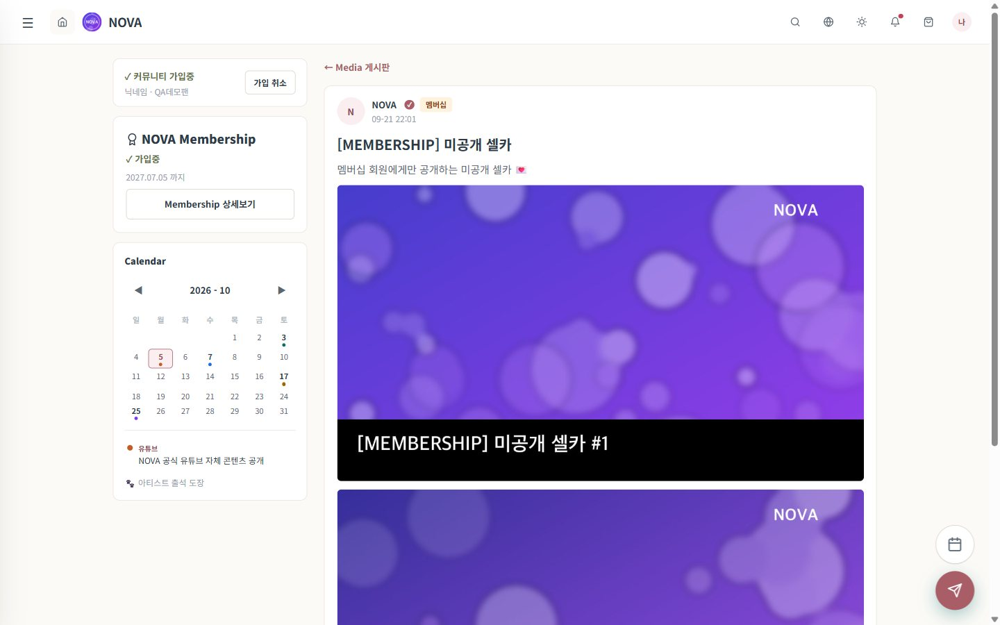 NOVA
NOVA
나
✓ 커뮤니티 가입중
닉네임 · QA데모팬
가입 취소
NOVA Membership
✓ 가입중
2027.07.05 까지
Membership 상세보기
Calendar
◀ 2026 - 10 ▶
일 월 화 수 목 금 토
1 2 3
4 5 6 7 8 9 10
11 12 13 14 15 16 17
18 19 20 21 22 23 24
25 26 27 28 29 30 31
유튜브
NOVA 공식 유튜브 자체 콘텐츠 공개
아티스트 출석 도장
← Media 게시판
N
NOVA 멤버십
09-21 22:01
[MEMBERSHIP] 미공개 셀카
멤버십 회원에게만 공개하는 미공개 셀카 💌
NOVA
[MEMBERSHIP] 미공개 셀카 #1
NOVA